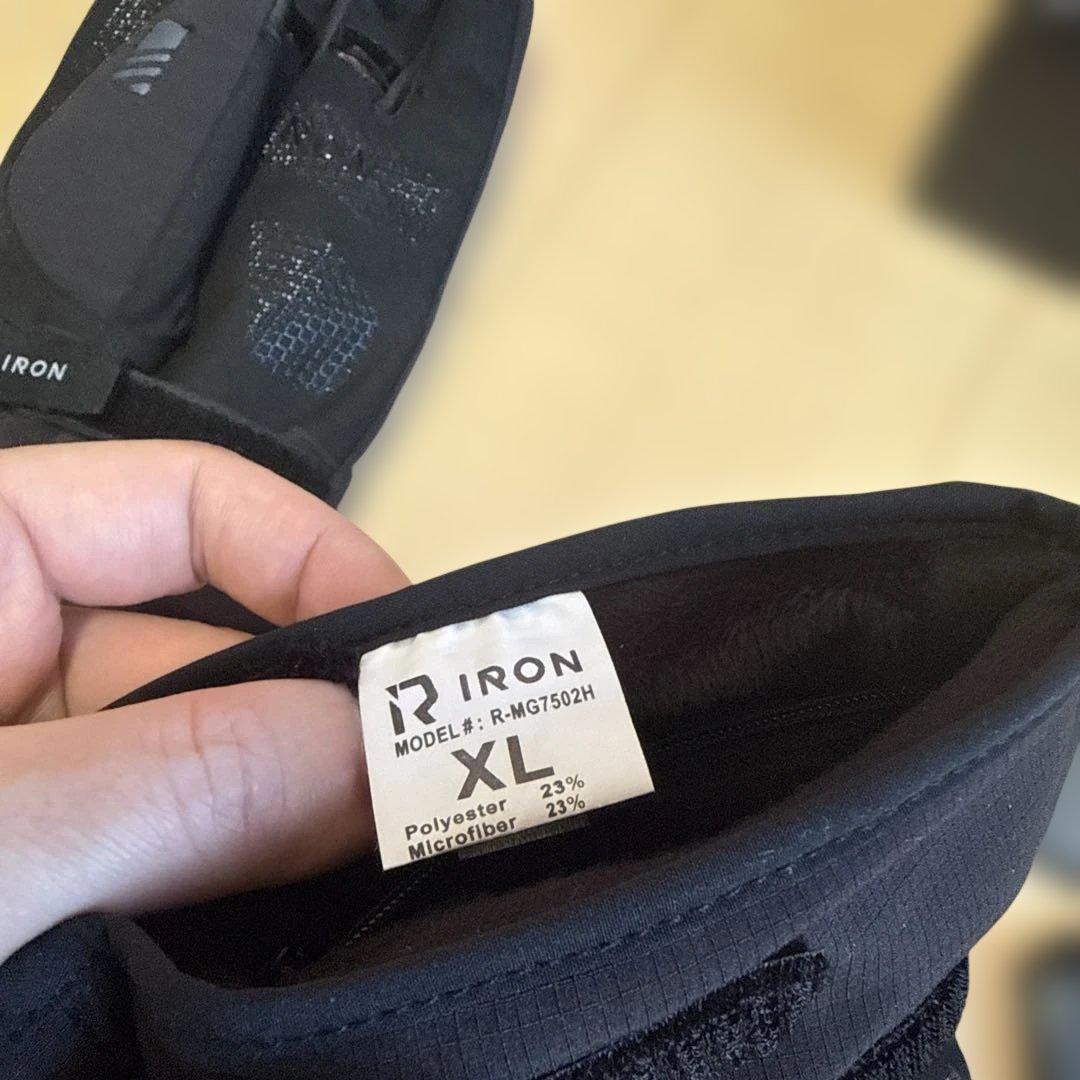 IRON
R IRON
MODEL#: R-MG7502H
XL
Polyester 23%
Microfiber 23%